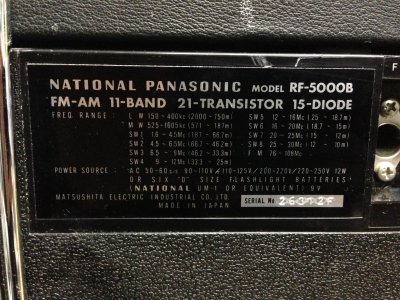 NATIONAL PANASONIC MODEL RF-5000B
FM-AM 11-BAND 21-TRANSISTOR 15-DIODE
FREQ. RANGE: LW 150-400kc (2000-750m) SW5 12-16Mc (25-18.7m)
MW 525-1605kc (571-187m) SW6 16-20Mc (18.7-15m)
SW1 1.6-4.5Mc (187-66.7m) SW7 20-25Mc (15-12m)
SW2 4.5-6.5Mc (66.7-46.2m) SW8 25-30Mc (12-10m)
SW3 6.5-9Mc (46.2-33.3m) FM 76-108Mc
SW4 9-12Mc (33.3-25m)
POWER SOURCE: AC 50-60c/s 90-110V/110-125V/200-220V/220-250V 12W
OR SIX "D" SIZE FLASHLIGHT BATTERIES
(NATIONAL UM-1 OR EQUIVALENT) 9V
MATSUSHITA ELECTRIC INDUSTRIAL CO., LTD.
MADE IN JAPAN
SERIAL No.
F